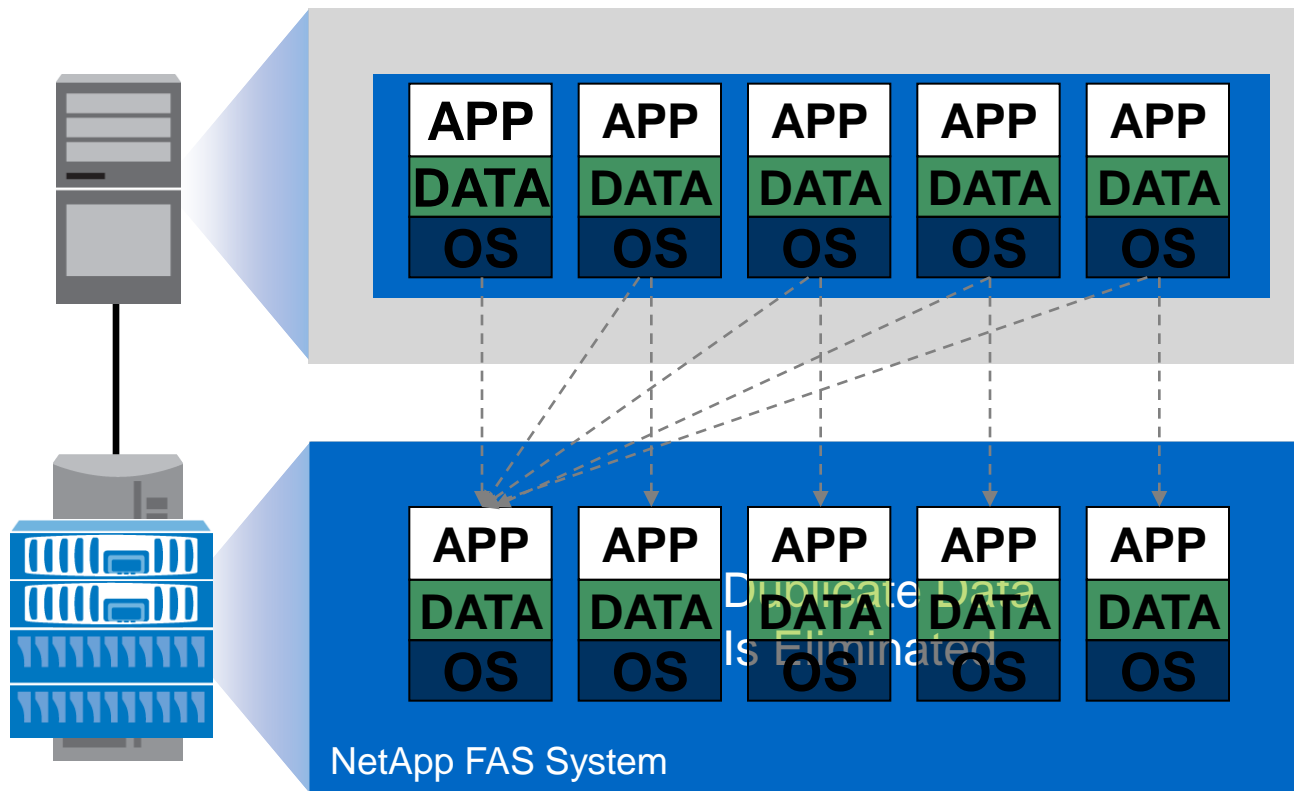 APP APP APP APP APP
DATA DATA DATA DATA DATA
OS OS OS OS OS
APP APP APP APP APP
Duplicate Data
DATA DATA DATA DATA DATA
Is Eliminated
OS OS OS OS OS
NetApp FAS System